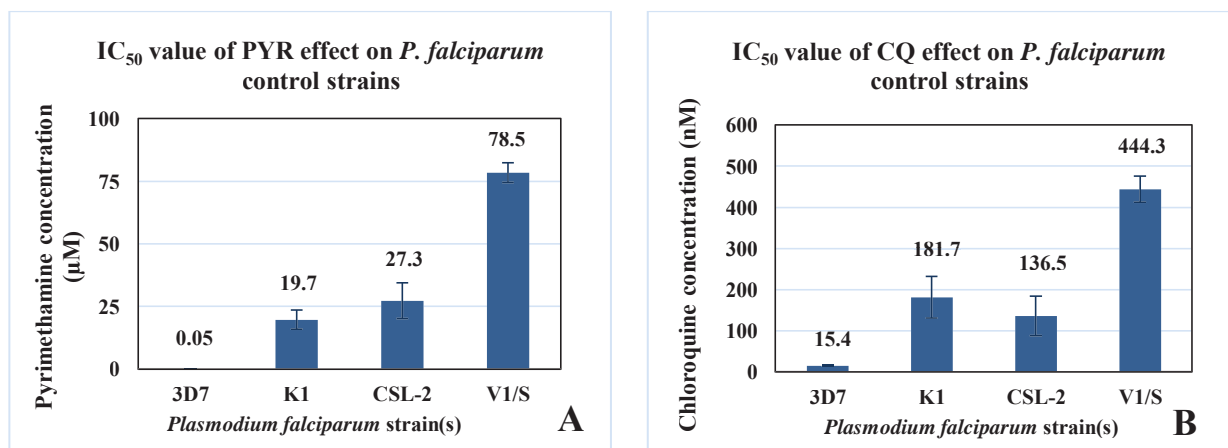 IC₅₀ value of PYR effect on P. falciparum
control strains
Pyrimethamine concentration
(µM)
100
75
50
25
0
0.05
19.7
27.3
78.5
3D7
K1
CSL-2
V1/S
Plasmodium falciparum strain(s)
A
IC₅₀ value of CQ effect on P. falciparum
control strains
Chloroquine concentration (nM)
600
500
400
300
200
100
0
15.4
181.7
136.5
444.3
3D7
K1
CSL-2
V1/S
Plasmodium falciparum strain(s)
B